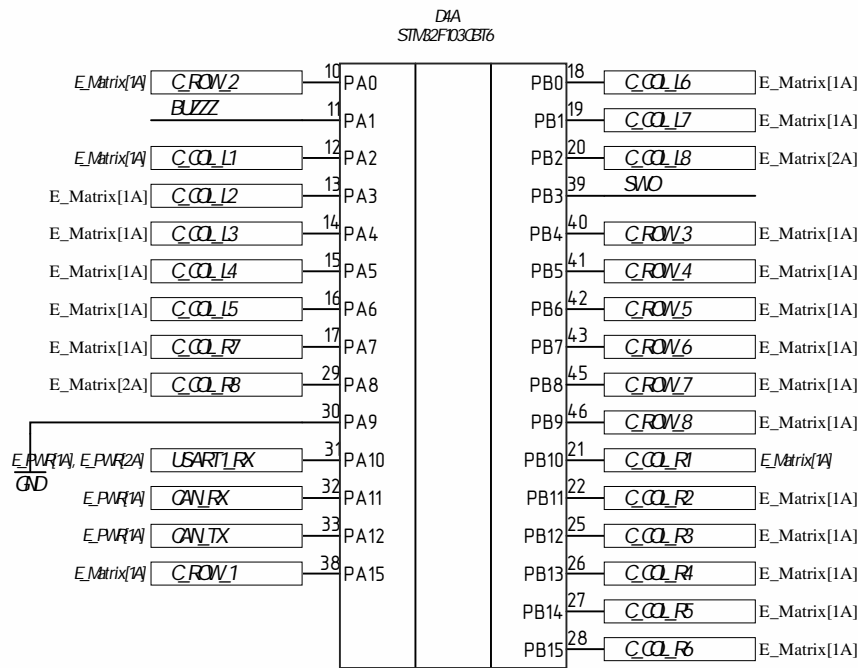 D4A
STM32F103CBT6
E_Matrix[1A] C_ROW_2 10 PA0 PB0 18 C_COL_L6 E_Matrix[1A]
BUZZZ 11 PA1 PB1 19 C_COL_L7 E_Matrix[1A]
E_Matrix[1A] C_COL_L1 12 PA2 PB2 20 C_COL_L8 E_Matrix[2A]
E_Matrix[1A] C_COL_L2 13 PA3 PB3 39 SWO
E_Matrix[1A] C_COL_L3 14 PA4 PB4 40 C_ROW_3 E_Matrix[1A]
E_Matrix[1A] C_COL_L4 15 PA5 PB5 41 C_ROW_4 E_Matrix[1A]
E_Matrix[1A] C_COL_L5 16 PA6 PB6 42 C_ROW_5 E_Matrix[1A]
E_Matrix[1A] C_COL_R7 17 PA7 PB7 43 C_ROW_6 E_Matrix[1A]
E_Matrix[2A] C_COL_R8 29 PA8 PB8 45 C_ROW_7 E_Matrix[1A]
30 PA9 PB9 46 C_ROW_8 E_Matrix[1A]
E_PWR[1A], E_PWR[2A] USART1_RX 31 PA10 PB10 21 C_COL_R1 E_Matrix[1A]
GND
E_PWR[1A] CAN_RX 32 PA11 PB11 22 C_COL_R2 E_Matrix[1A]
E_PWR[1A] CAN_TX 33 PA12 PB12 25 C_COL_R3 E_Matrix[1A]
E_Matrix[1A] C_ROW_1 38 PA15 PB13 26 C_COL_R4 E_Matrix[1A]
PB14 27 C_COL_R5 E_Matrix[1A]
PB15 28 C_COL_R6 E_Matrix[1A]